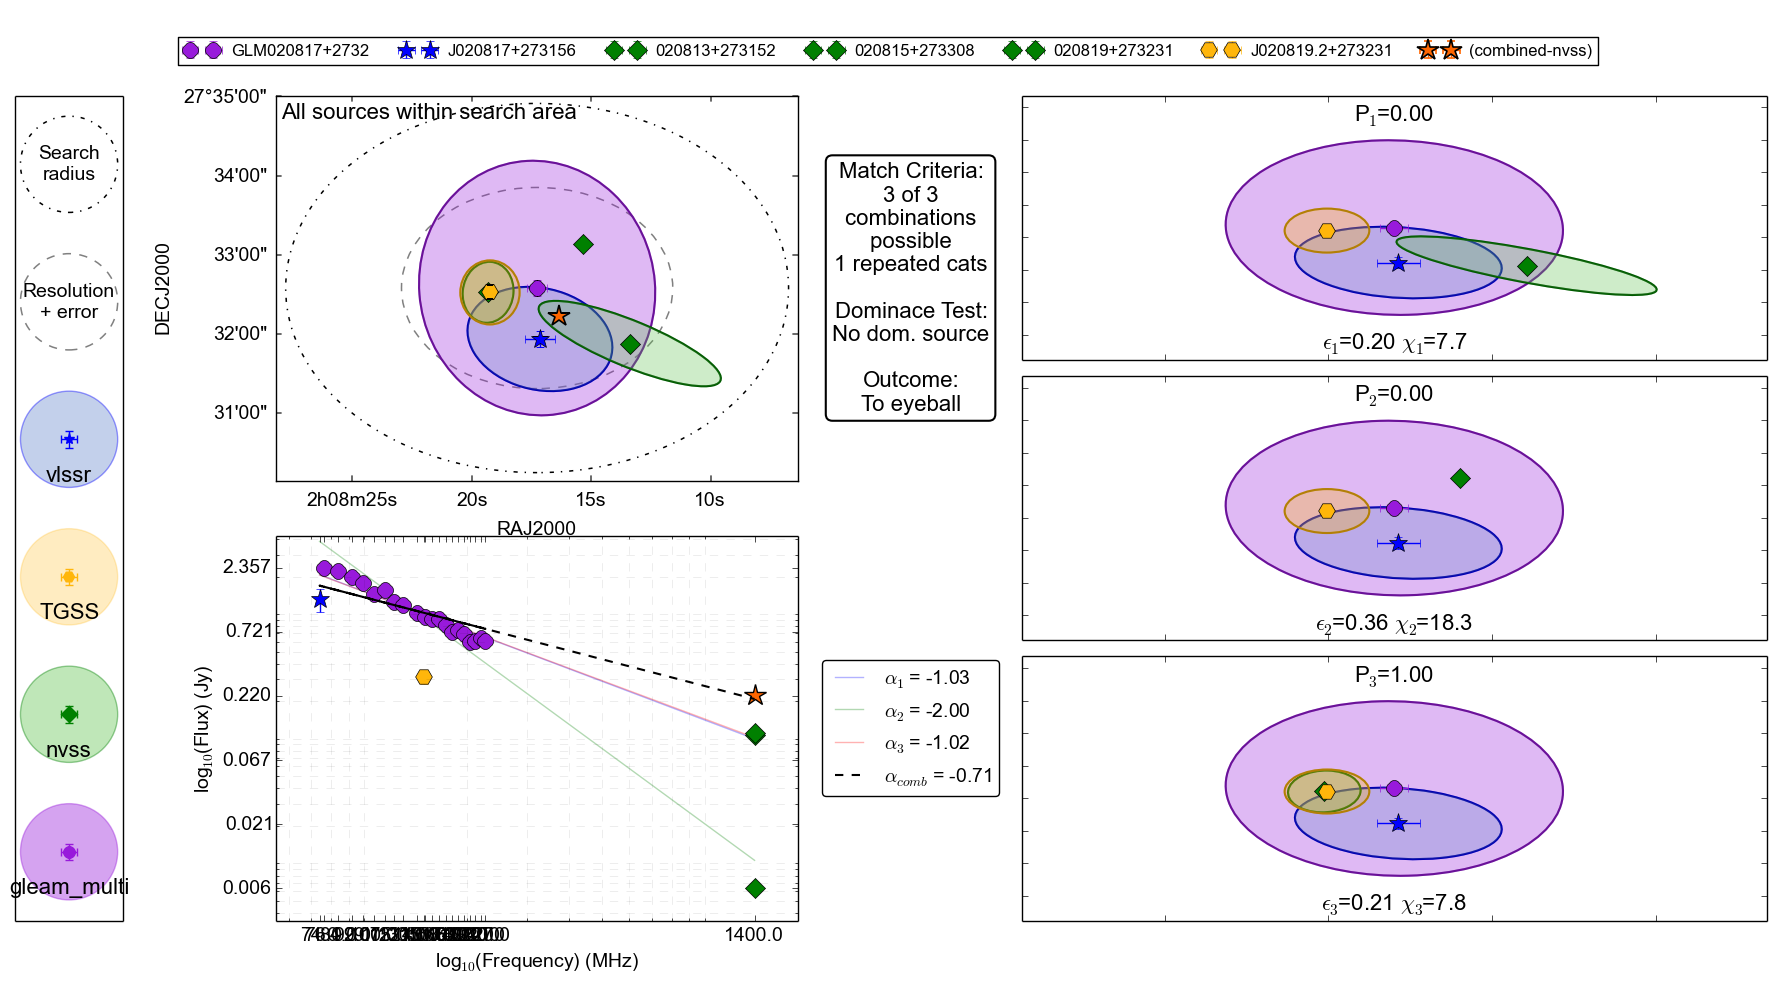 GLM020817+2732 J020817+273156 020813+273152 020815+273308 020819+273231 J020819.2+273231 (combined-nvss)
Search
radius
Resolution
+ error
vlssr
TGSS
nvss
gleam_multi
All sources within search area
DECJ2000
27°35'00"
34'00"
33'00"
32'00"
31'00"
2h08m25s 20s 15s 10s
RAJ2000
Match Criteria:
3 of 3
combinations
possible
1 repeated cats
Dominace Test:
No dom. source
Outcome:
To eyeball
log10(Flux) (Jy)
2.357
0.721
0.220
0.067
0.021
0.006
1400.0
log10(Frequency) (MHz)
α1 = -1.03
α2 = -2.00
α3 = -1.02
αcomb = -0.71
P1=0.00
ϵ1=0.20 χ1=7.7
P2=0.00
ϵ2=0.36 χ2=18.3
P3=1.00
ϵ3=0.21 χ3=7.8